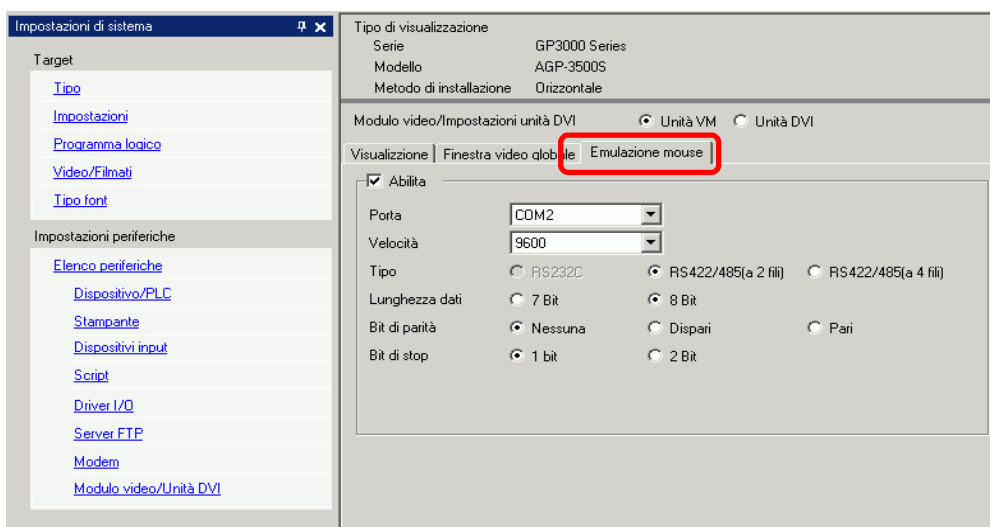 Impostazioni di sistema
Target
Tipo
Impostazioni
Programma logico
Video/Filmati
Tipo font
Impostazioni periferiche
Elenco periferiche
Dispositivo/PLC
Stampante
Dispositivi input
Script
Driver I/O
Server FTP
Modem
Modulo video/Unità DVI
Tipo di visualizzazione
Serie GP3000 Series
Modello AGP-3500S
Metodo di installazione Orizzontale
Modulo video/Impostazioni unità DVI Unità VM Unità DVI
Visualizzione Finestra video globale Emulazione mouse
Abilita
Porta COM2
Velocità 9600
Tipo RS232C RS422/485(a 2 fili) RS422/485(a 4 fili)
Lunghezza dati 7 Bit 8 Bit
Bit di parità Nessuna Dispari Pari
Bit di stop 1 bit 2 Bit